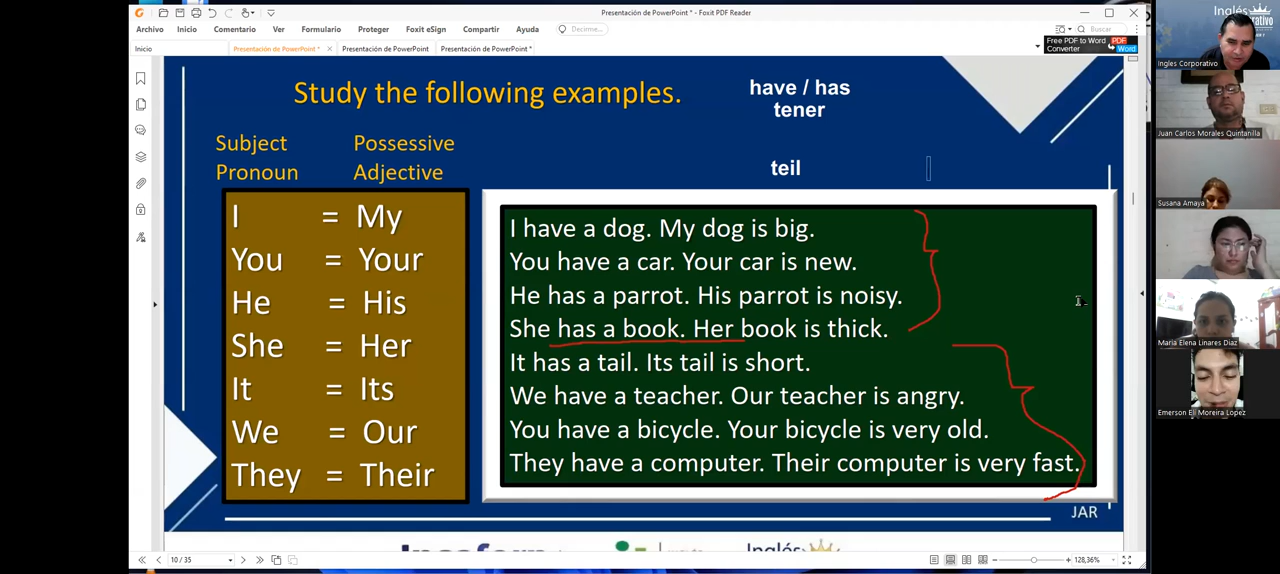 Presentación de PowerPoint * - Foxit PDF Reader
Archivo Inicio Comentario Ver Formulario Proteger Foxit eSign Compartir Ayuda Decirme... Buscar
Free PDF to Word Converter PDF Word
Inicio Presentación de PowerPoint * Presentación de PowerPoint Presentación de PowerPoint *
Study the following examples.
have / has
tener
teil
Subject Pronoun
Possessive Adjective
I = My
You = Your
He = His
She = Her
It = Its
We = Our
They = Their
I have a dog. My dog is big.
You have a car. Your car is new.
He has a parrot. His parrot is noisy.
She has a book. Her book is thick.
It has a tail. Its tail is short.
We have a teacher. Our teacher is angry.
You have a bicycle. Your bicycle is very old.
They have a computer. Their computer is very fast.
JAR
Inglés
10 / 35
128,36%
Inglés
Ingles Corporativo
Juan Carlos Morales Quintanilla
Susana Amaya
María Elena Linares Diaz
Emerson Eli Moreira Lopez